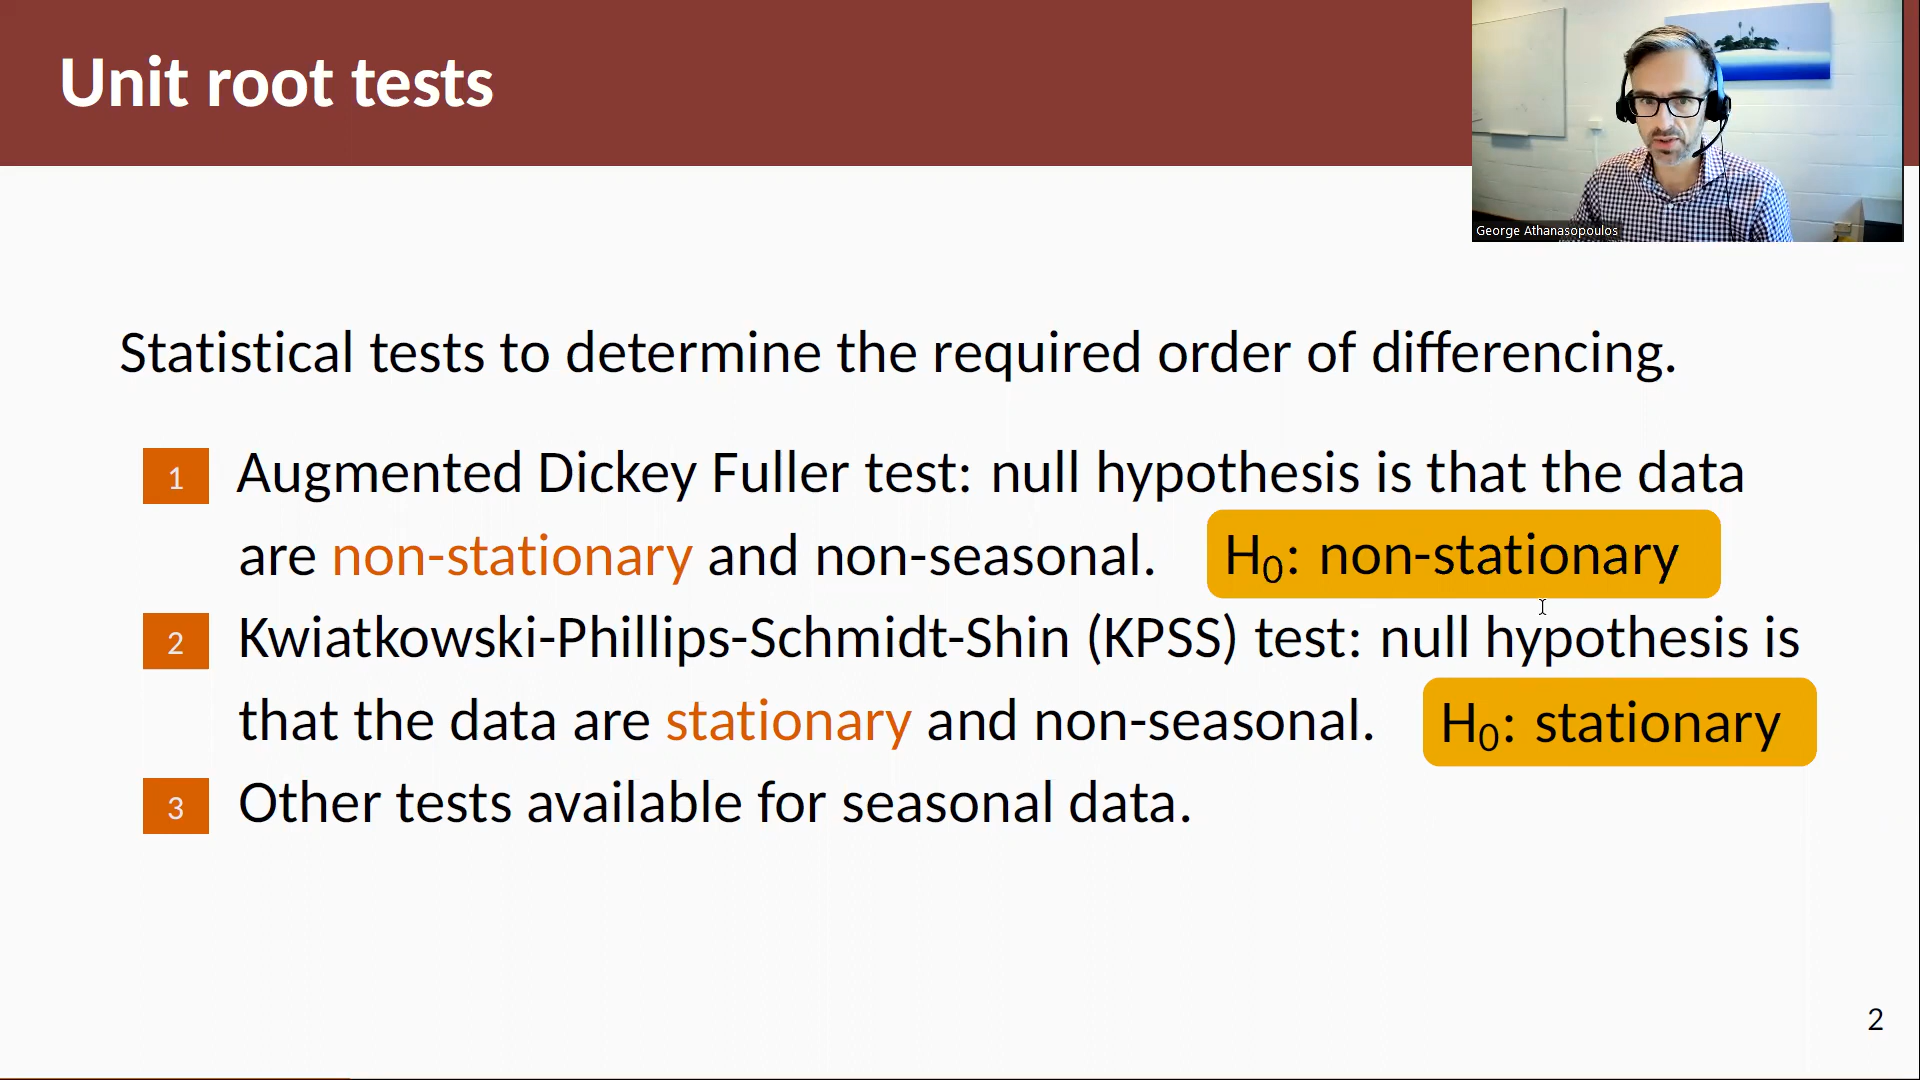 Unit root tests
George Athanasopoulos
Statistical tests to determine the required order of differencing.
1 Augmented Dickey Fuller test: null hypothesis is that the data
are non-stationary and non-seasonal. H₀: non-stationary
2 Kwiatkowski-Phillips-Schmidt-Shin (KPSS) test: null hypothesis is
that the data are stationary and non-seasonal. H₀: stationary
3 Other tests available for seasonal data.
2